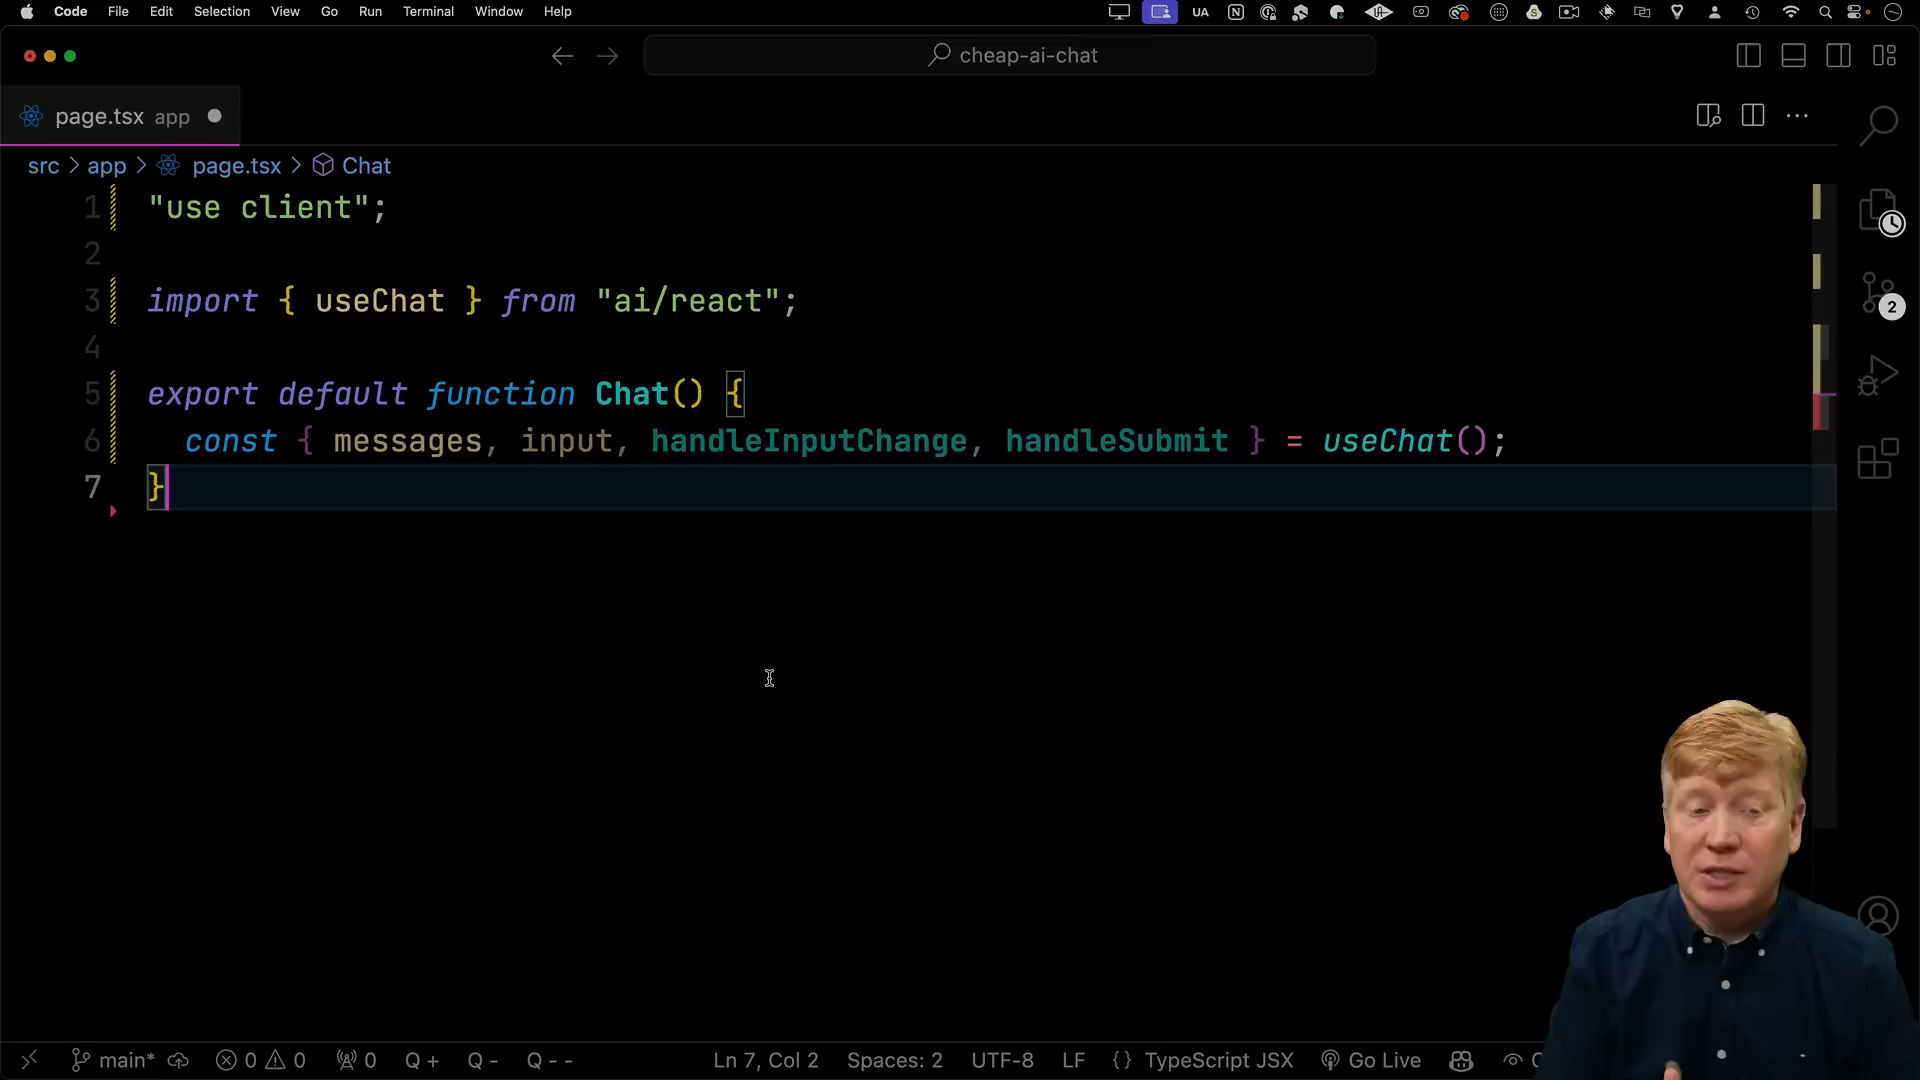 Code File Edit Selection View Go Run Terminal Window Help
UA
cheap-ai-chat
page.tsx app
src > app > page.tsx > Chat
1 "use client";
2
3 import { useChat } from "ai/react";
4
5 export default function Chat() {
6 const { messages, input, handleInputChange, handleSubmit } = useChat();
7 }
2
main* 0 0 0 Q + Q - Q - - Ln 7, Col 2 Spaces: 2 UTF-8 LF {} TypeScript JSX Go Live